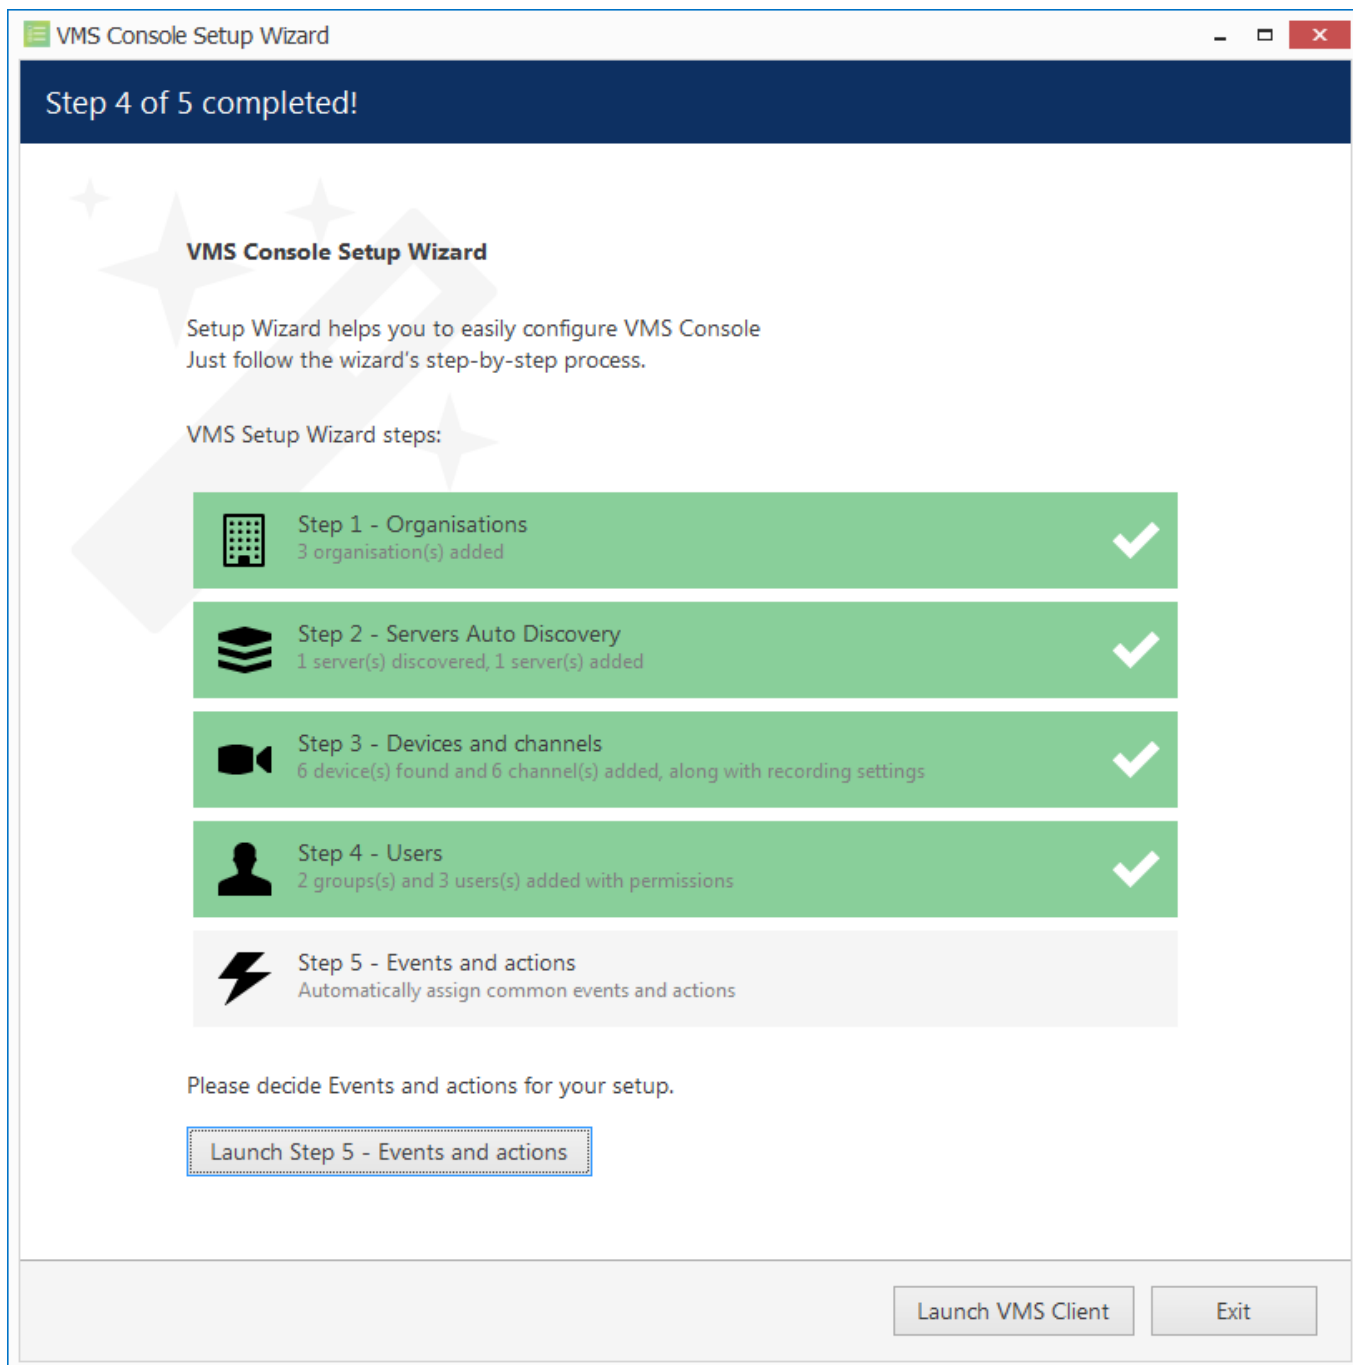 VMS Console Setup Wizard
Step 4 of 5 completed!
VMS Console Setup Wizard
Setup Wizard helps you to easily configure VMS Console
Just follow the wizard's step-by-step process.
VMS Setup Wizard steps:
Step 1 - Organisations
3 organisation(s) added
Step 2 - Servers Auto Discovery
1 server(s) discovered, 1 server(s) added
Step 3 - Devices and channels
6 device(s) found and 6 channel(s) added, along with recording settings
Step 4 - Users
2 groups(s) and 3 users(s) added with permissions
Step 5 - Events and actions
Automatically assign common events and actions
Please decide Events and actions for your setup.
Launch Step 5 - Events and actions
Launch VMS Client
Exit